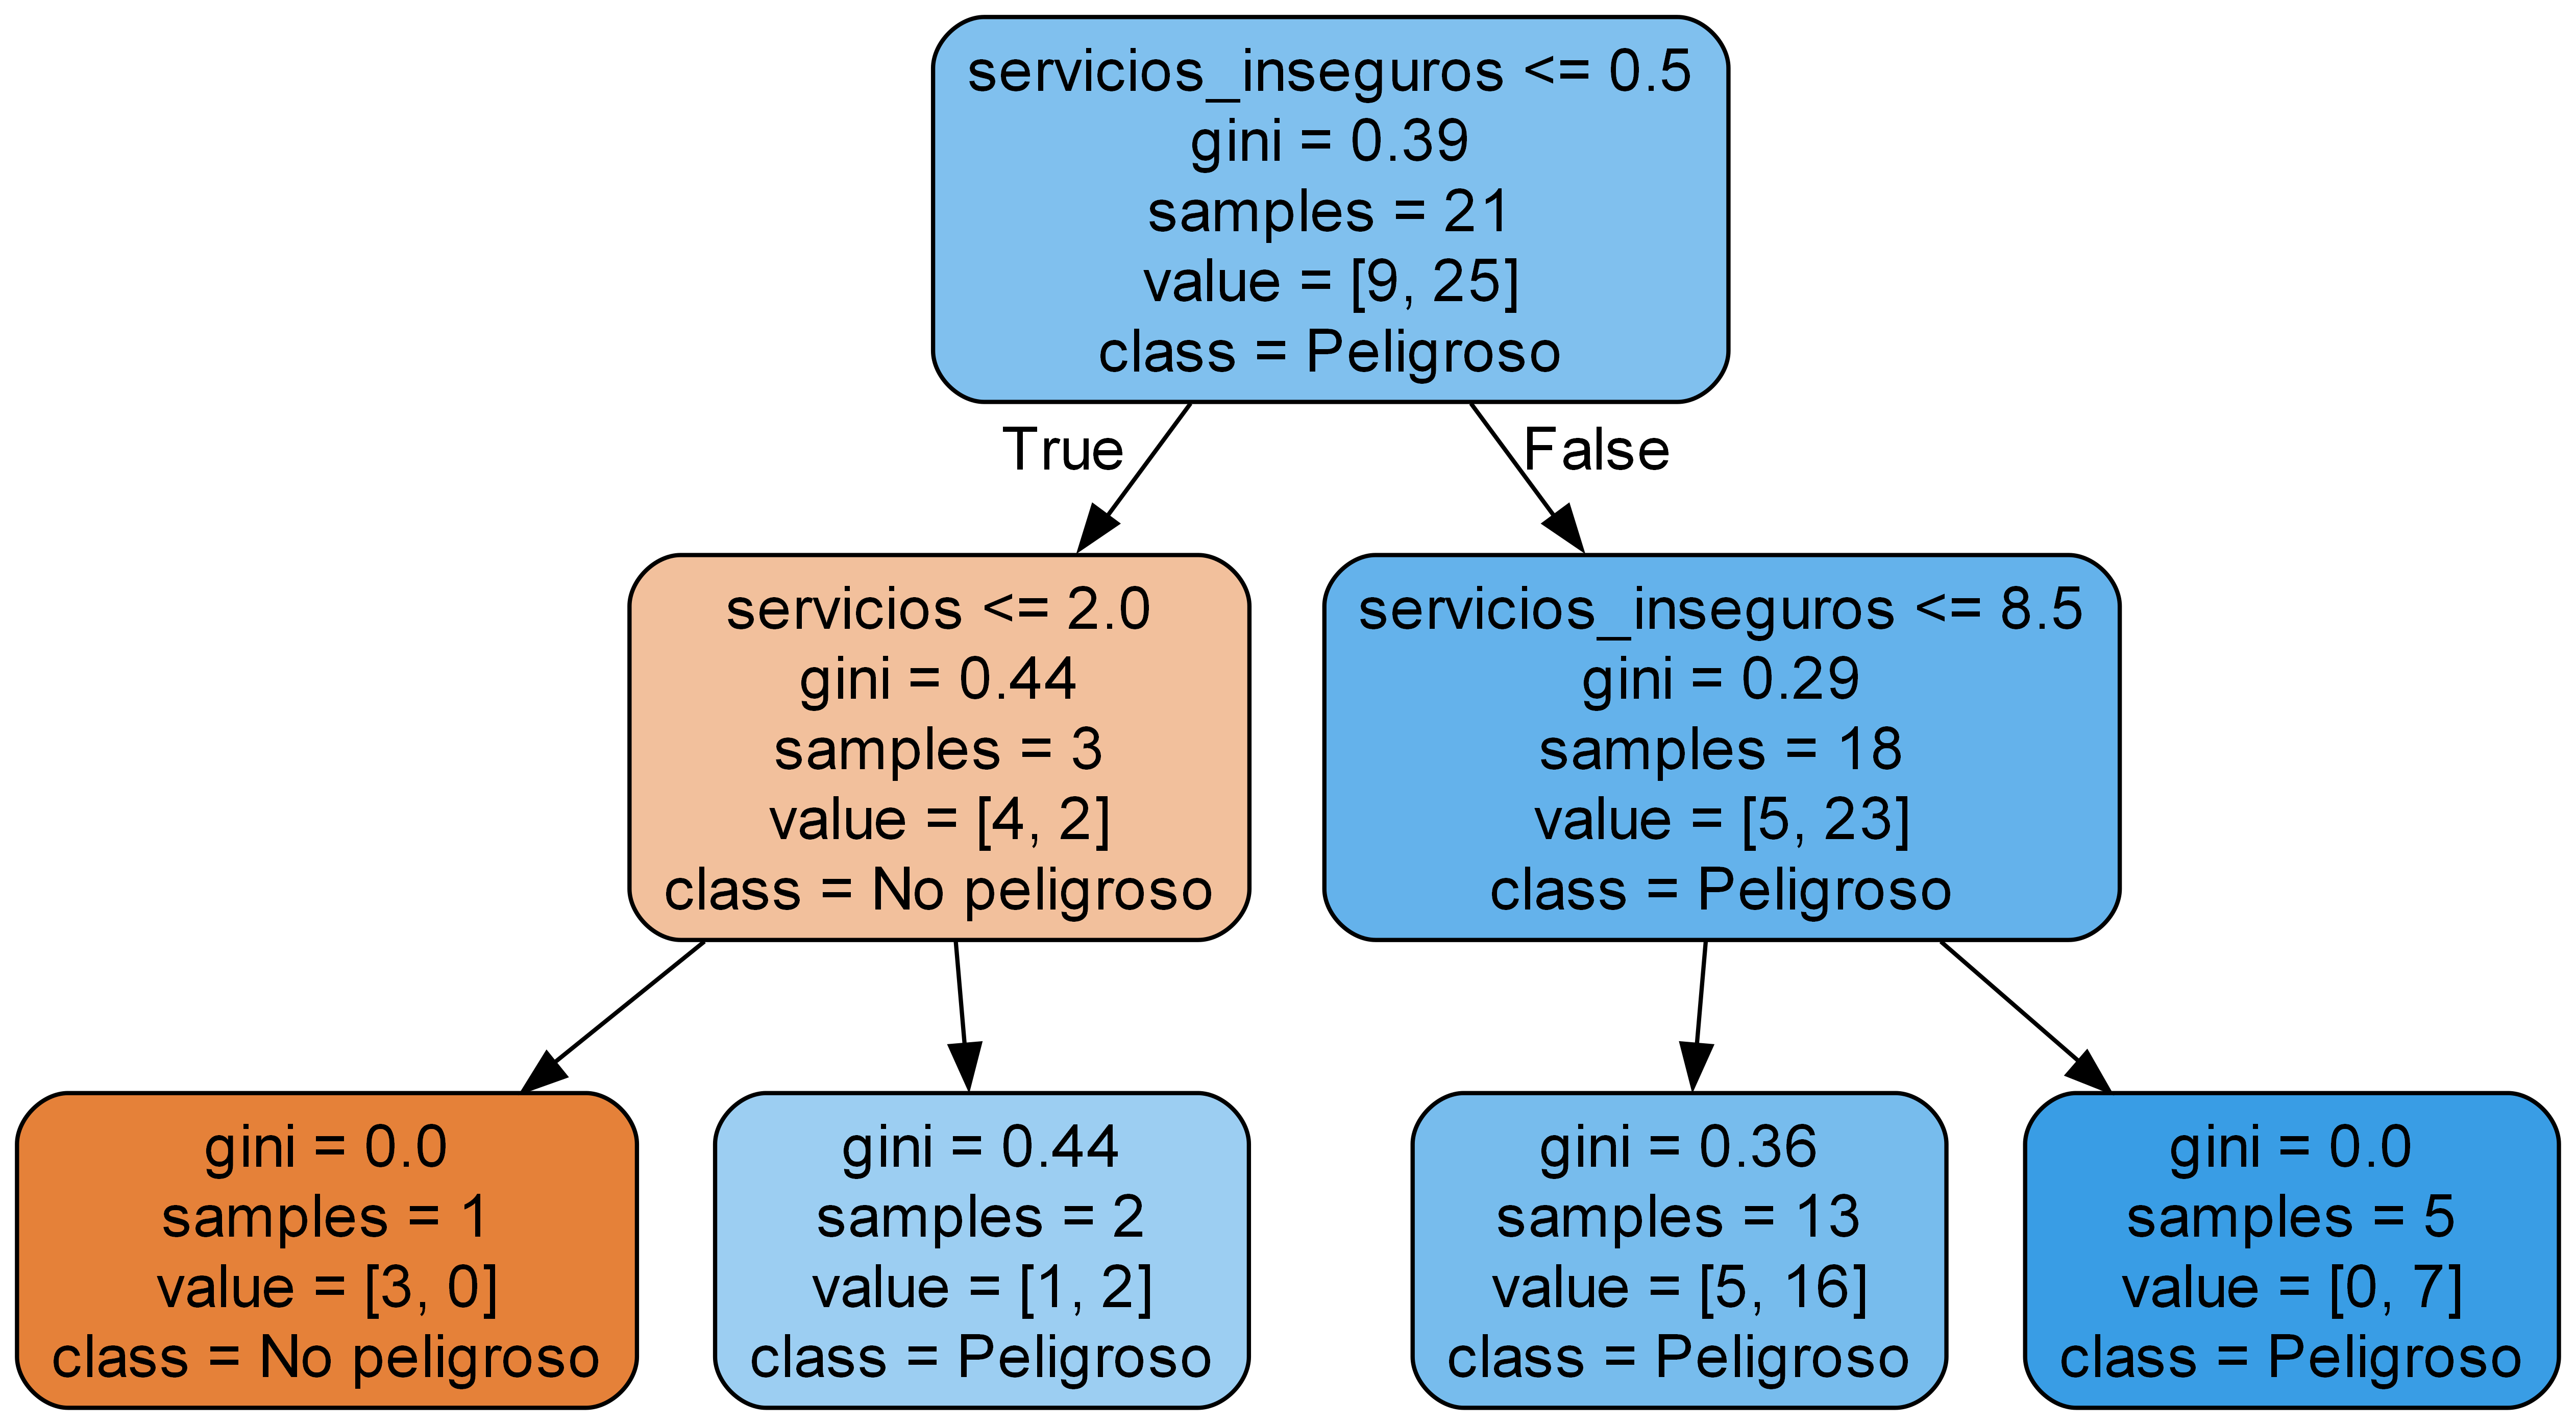 servicios_inseguros <= 0.5
gini = 0.39
samples = 21
value = [9, 25]
class = Peligroso
True
False
servicios <= 2.0
gini = 0.44
samples = 3
value = [4, 2]
class = No peligroso
servicios_inseguros <= 8.5
gini = 0.29
samples = 18
value = [5, 23]
class = Peligroso
gini = 0.0
samples = 1
value = [3, 0]
class = No peligroso
gini = 0.44
samples = 2
value = [1, 2]
class = Peligroso
gini = 0.36
samples = 13
value = [5, 16]
class = Peligroso
gini = 0.0
samples = 5
value = [0, 7]
class = Peligroso